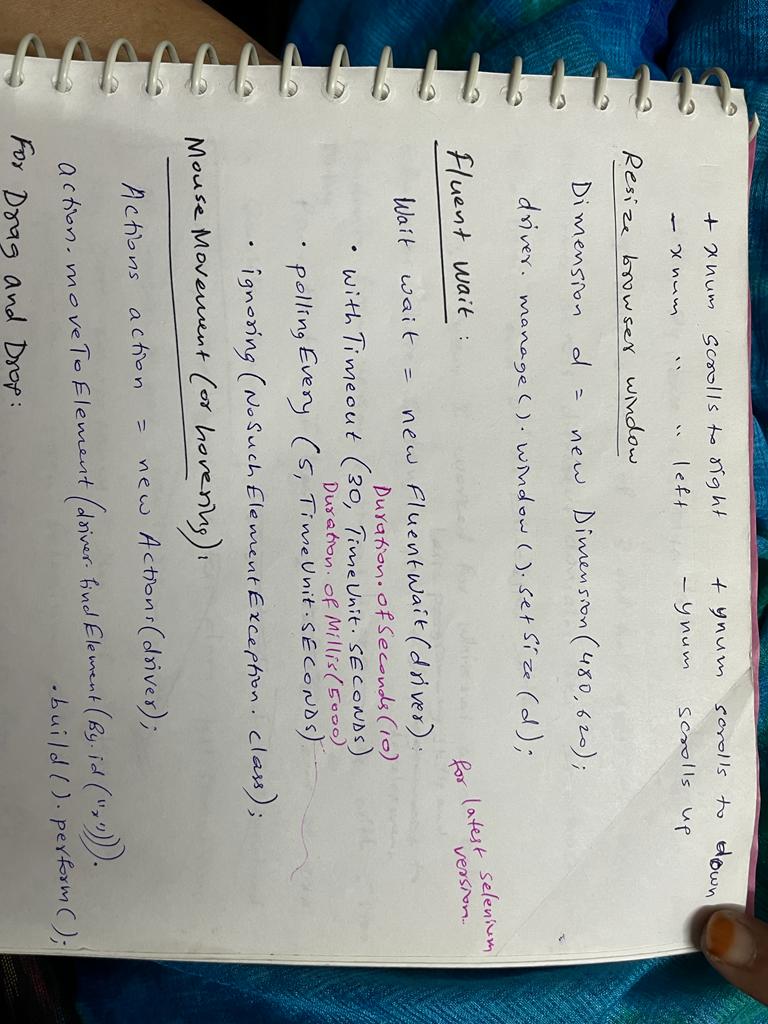 + xnum scrolls to right + ynum scrolls to down
- xnum " " left - ynum scrolls up
Resize browser window
Dimension d = new Dimension(480,620);
driver. manage(). window(). setSize(d);
for latest selenium
version..
Fluent wait :
Wait wait = new FluentWait(driver).
Duration. of Seconds(10)
• withTimeout (30, TimeUnit. SECONDS)
Duration. of Millis(5000)
• pollingEvery (5, TimeUnit. SECONDS)
• ignoring (NoSuchElementException. class);
Mouse Movement (or hovering):
Actions action = new Actions(driver);
action. moveToElement (driver. findElement (By. id ("x"))).
.build(). perform();
For Drag and Drop: